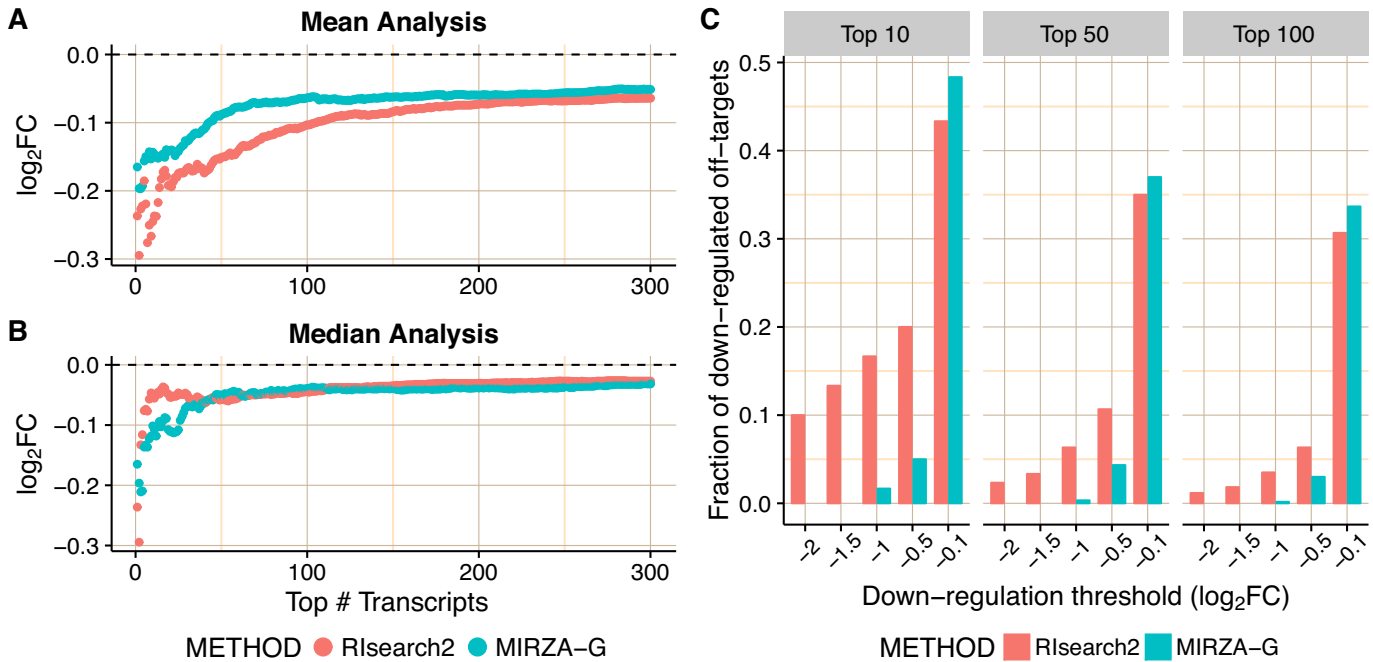 A
Mean Analysis
log₂FC
0.0
−0.1
−0.2
−0.3
0
100
200
300
B
Median Analysis
log₂FC
0.0
−0.1
−0.2
−0.3
0
100
200
300
Top # Transcripts
METHOD RIsearch2 MIRZA−G
C
Top 10
Top 50
Top 100
Fraction of down−regulated off−targets
0.5
0.4
0.3
0.2
0.1
0.0
−2 −1.5 −1 −0.5 −0.1
−2 −1.5 −1 −0.5 −0.1
−2 −1.5 −1 −0.5 −0.1
Down−regulation threshold (log₂FC)
METHOD RIsearch2 MIRZA−G